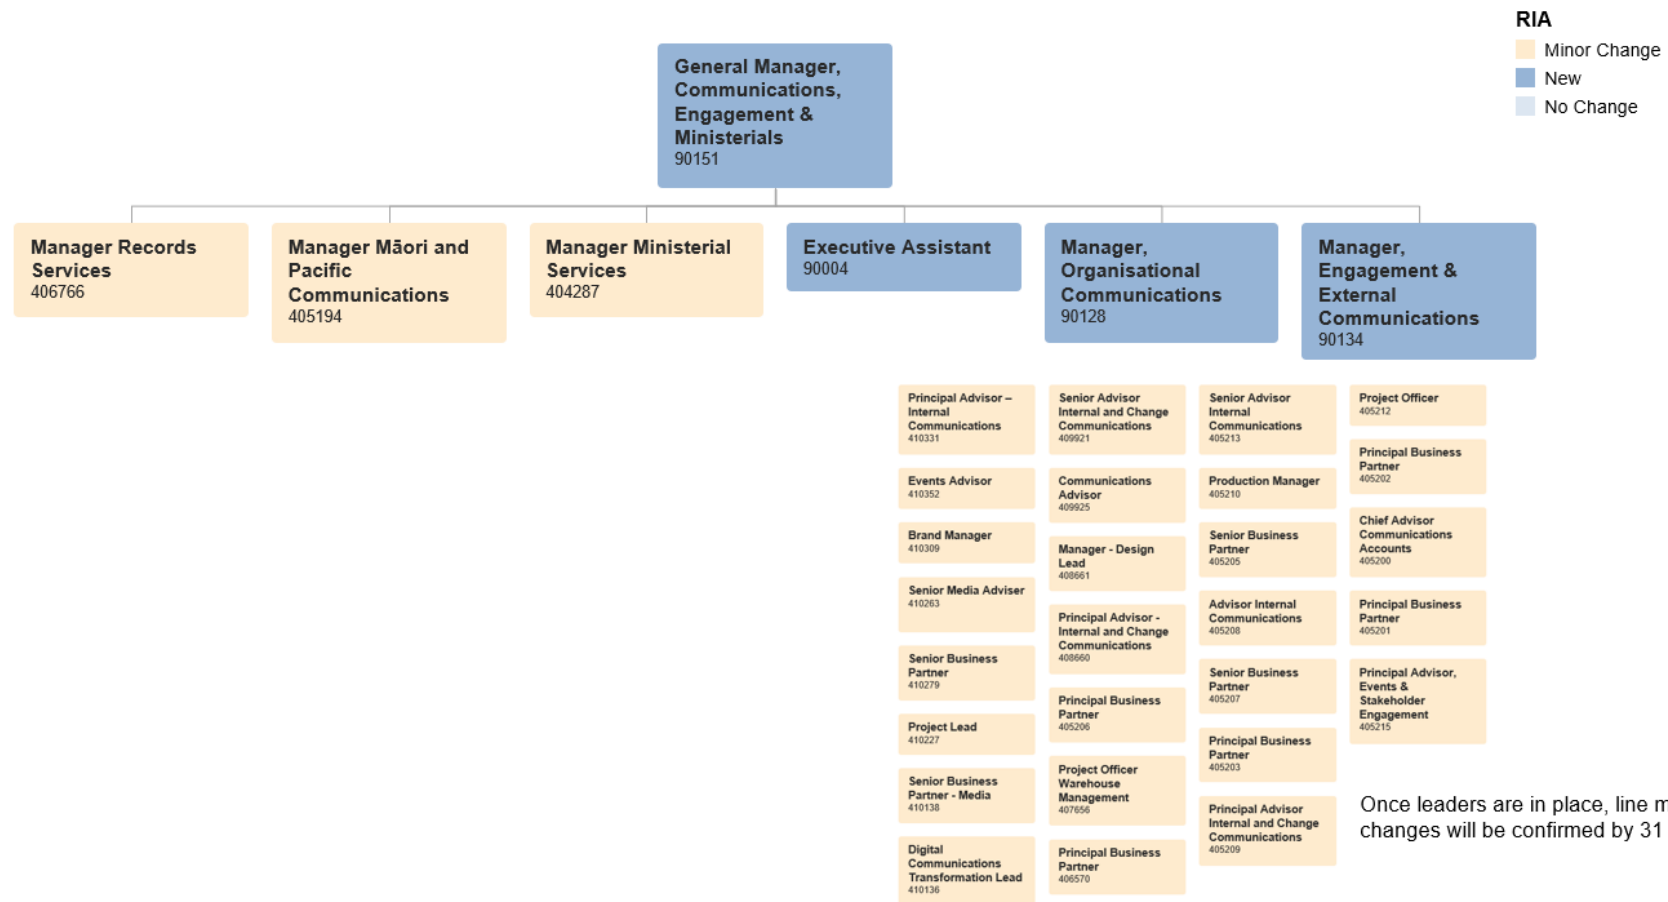 RIA
Minor Change
New
No Change
General Manager,
Communications,
Engagement &
Ministerials
90151
Manager Records
Services
406766
Manager Māori and
Pacific
Communications
405194
Manager Ministerial
Services
404287
Executive Assistant
90004
Manager,
Organisational
Communications
90128
Manager,
Engagement &
External
Communications
90134
Principal Advisor –
Internal
Communications
410331
Events Advisor
410352
Brand Manager
410309
Senior Media Adviser
410263
Senior Business
Partner
410279
Project Lead
410227
Senior Business
Partner - Media
410138
Digital
Communications
Transformation Lead
410136
Senior Advisor
Internal and Change
Communications
409921
Communications
Advisor
409925
Manager - Design
Lead
408661
Principal Advisor -
Internal and Change
Communications
408660
Principal Business
Partner
405206
Project Officer
Warehouse
Management
407656
Principal Business
Partner
406570
Senior Advisor
Internal
Communications
405213
Production Manager
405210
Senior Business
Partner
405205
Advisor Internal
Communications
405208
Senior Business
Partner
405207
Principal Business
Partner
405203
Principal Advisor
Internal and Change
Communications
405209
Project Officer
405212
Principal Business
Partner
405202
Chief Advisor
Communications
Accounts
405200
Principal Business
Partner
405201
Principal Advisor,
Events &
Stakeholder
Engagement
405215
Once leaders are in place, line
changes will be confirmed by 31